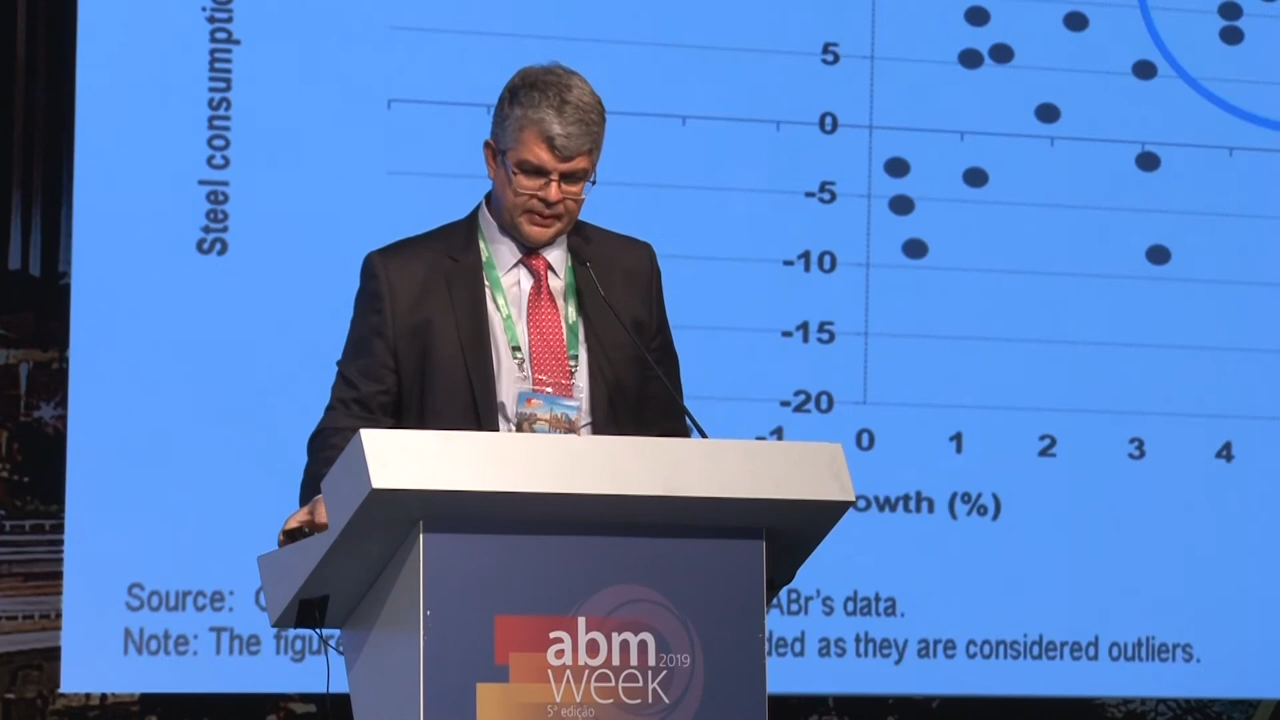 Steel consumptio
5
0
-5
-10
-15
-20
-1 0 1 2 3 4
owth (%)
Source:
ABr's data.
Note: The figure
ded as they are considered outliers.
abm
week
2019
5ª edição